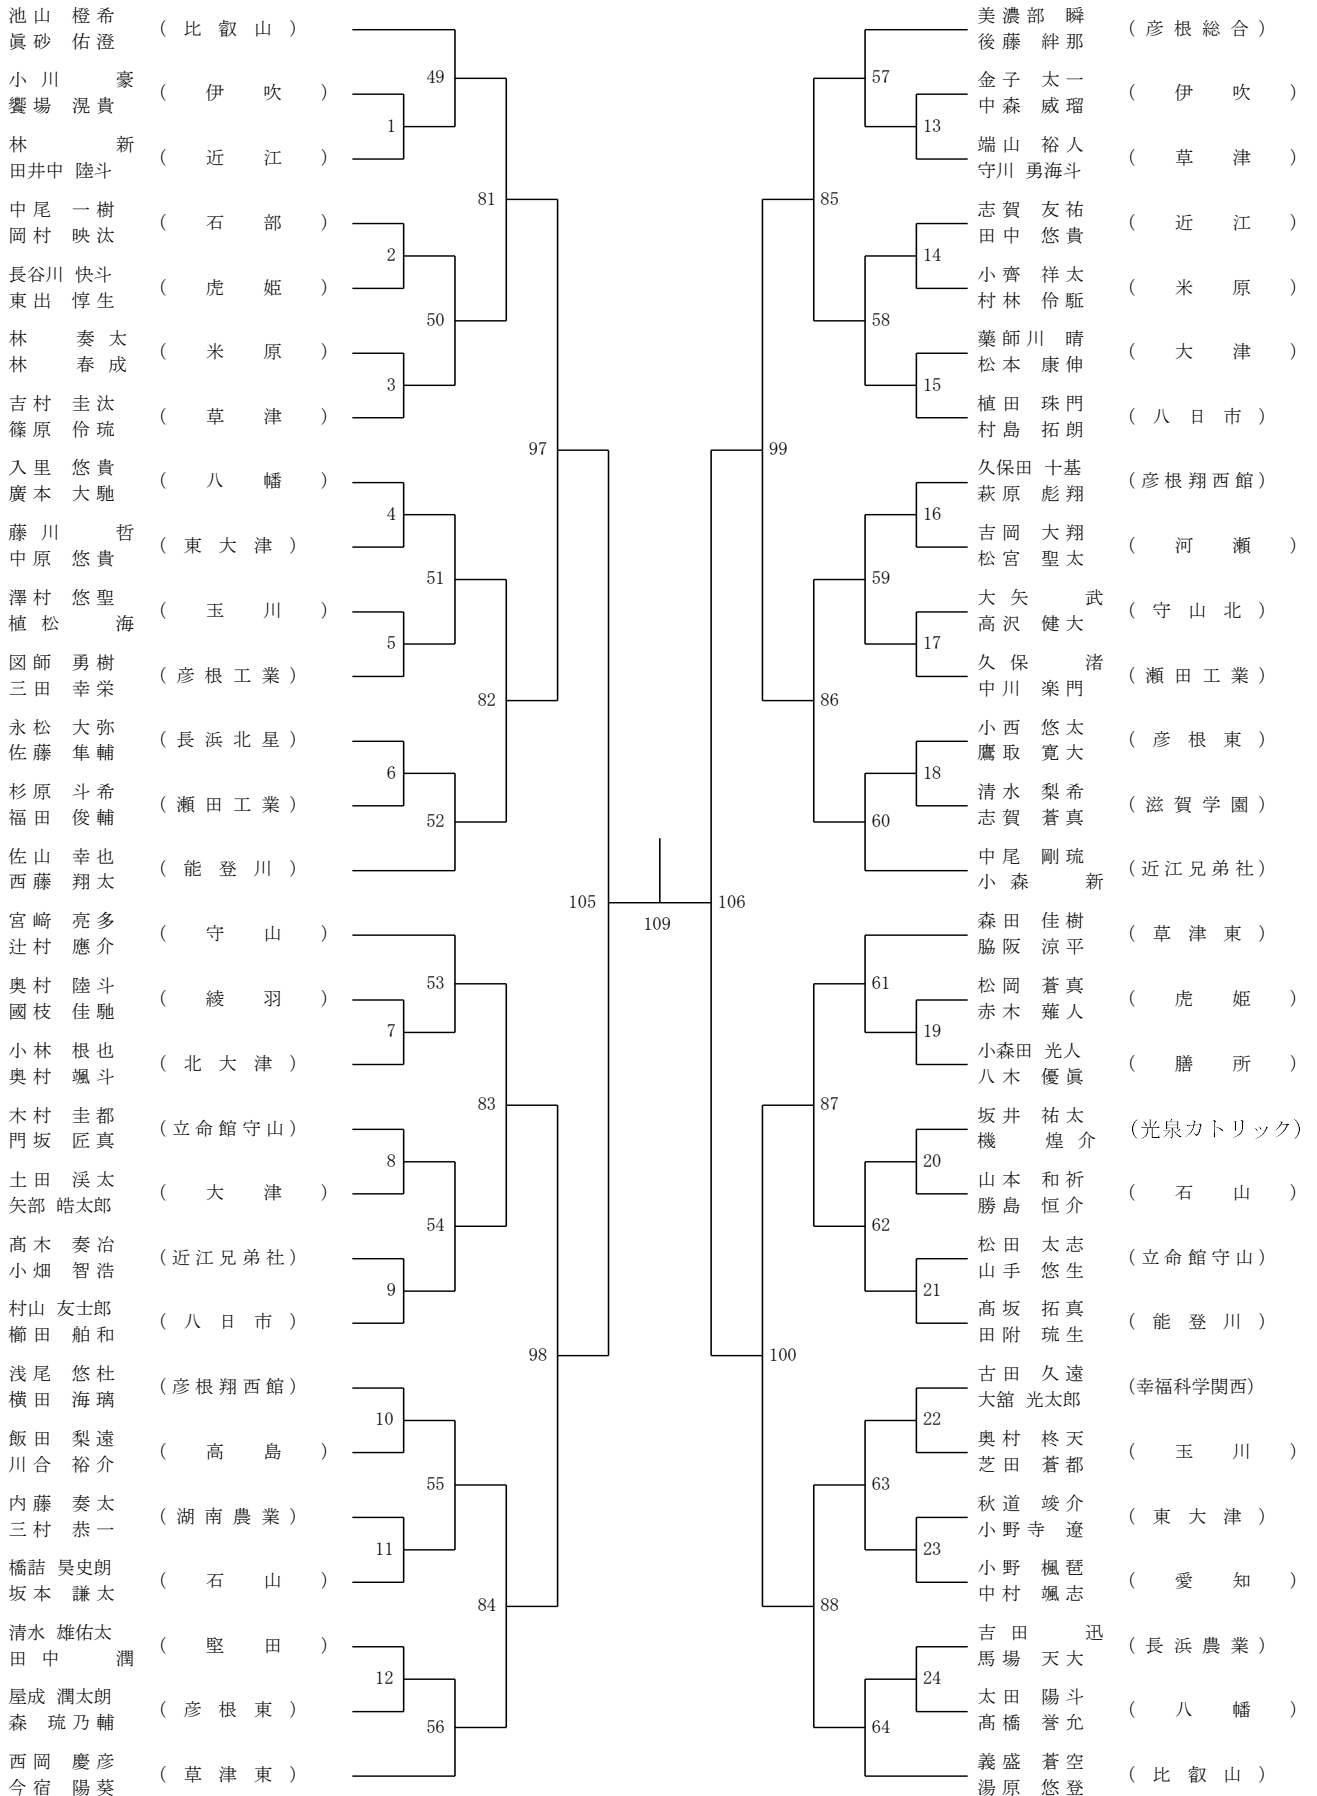 池山 橙希
眞砂 佑澄
(比叡山)
小川 豪
饗場 滉貴
(伊吹)
林 新
田井中 陸斗
(近江)
中尾 一樹
岡村 映汰
(石部)
長谷川 快斗
東出 惇生
(虎姫)
林 奏太
林 春成
(米原)
吉村 圭汰
篠原 伶琉
(草津)
入里 悠貴
廣本 大馳
(八幡)
藤川 哲
中原 悠貴
(東大津)
澤村 悠聖
植松 海
(玉川)
図師 勇樹
三田 幸栄
(彦根工業)
永松 大弥
佐藤 隼輔
(長浜北星)
杉原 斗希
福田 俊輔
(瀬田工業)
佐山 幸也
西藤 翔太
(能登川)
宮﨑 亮多
辻村 應介
(守山)
奥村 陸斗
國枝 佳馳
(綾羽)
小林 根也
奥村 颯斗
(北大津)
木村 圭都
門坂 匠真
(立命館守山)
土田 渓太
矢部 皓太郎
(大津)
髙木 奏冶
小畑 智浩
(近江兄弟社)
村山 友士郎
櫛田 舶和
(八日市)
浅尾 悠杜
横田 海璃
(彦根翔西館)
飯田 梨遠
川合 裕介
(高島)
内藤 奏太
三村 恭一
(湖南農業)
橋詰 昊史朗
坂本 謙太
(石山)
清水 雄佑太
田中 潤
(堅田)
屋成 潤太朗
森 琉乃輔
(彦根東)
西岡 慶彦
今宿 陽葵
(草津東)
49
1
81
2
50
3
97
4
51
5
82
6
52
105
53
7
83
8
54
9
98
10
55
11
84
12
56
109
57
13
85
14
58
15
99
16
59
17
86
18
60
106
61
19
87
20
62
21
100
22
63
23
88
24
64
美濃部 瞬
後藤 絆那
(彦根総合)
金子 太一
中森 威瑠
(伊吹)
端山 裕人
守川 勇海斗
(草津)
志賀 友祐
田中 悠貴
(近江)
小齊 祥太
村林 伶駈
(米原)
藥師川 晴
松本 康伸
(大津)
植田 珠門
村島 拓朗
(八日市)
久保田 十基
萩原 彪翔
(彦根翔西館)
吉岡 大翔
松宮 聖太
(河瀬)
大矢 武
高沢 健大
(守山北)
久保 渚
中川 楽門
(瀬田工業)
小西 悠太
鷹取 寛大
(彦根東)
清水 梨希
志賀 蒼真
(滋賀学園)
中尾 剛琉
小森 新
(近江兄弟社)
森田 佳樹
脇阪 涼平
(草津東)
松岡 蒼真
赤木 薙人
(虎姫)
小森田 光人
八木 優眞
(膳所)
坂井 祐太
機 煌介
(光泉カトリック)
山本 和祈
勝島 恒介
(石山)
松田 太志
山手 悠生
(立命館守山)
髙坂 拓真
田附 琉生
(能登川)
古田 久遠
大舘 光太郎
(幸福科学関西)
奥村 柊天
芝田 蒼都
(玉川)
秋道 竣介
小野寺 遼
(東大津)
小野 楓琶
中村 颯志
(愛知)
吉田 迅
馬場 天大
(長浜農業)
太田 陽斗
髙橋 誉允
(八幡)
義盛 蒼空
湯原 悠登
(比叡山)